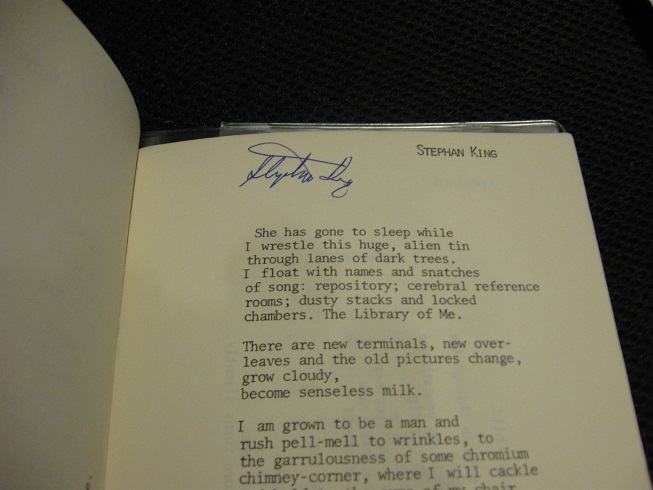 STEPHAN KING
Stephen King
She has gone to sleep while
I wrestle this huge, alien tin
through lanes of dark trees.
I float with names and snatches
of song: repository; cerebral reference
rooms; dusty stacks and locked
chambers. The Library of Me.
There are new terminals, new over-
leaves and the old pictures change,
grow cloudy,
become senseless milk.
I am grown to be a man and
rush pell-mell to wrinkles, to
the garrulousness of some chromium
chimney-corner, where I will cackle
my chair